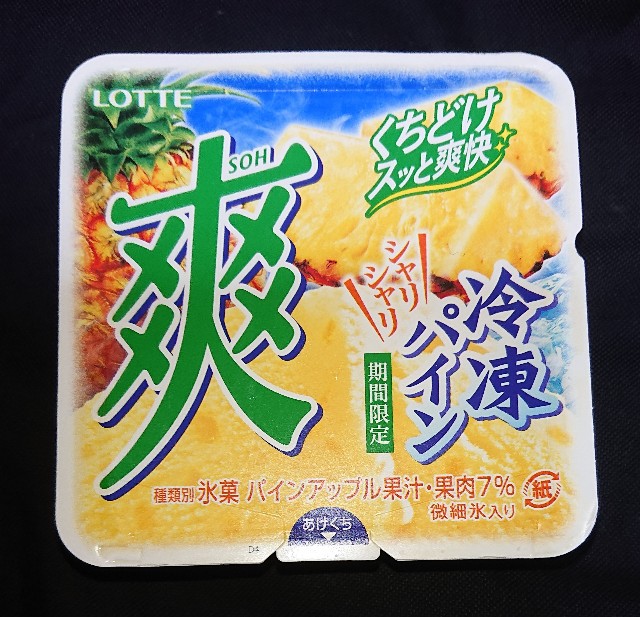 LOTTE
爽
SOH
くちどけ
スッと爽快
シャリ
シャリ
冷凍
パイン
期間限定
種類別 氷菓 パインアップル果汁・果肉7%
紙
微細氷入り
あけくち
D4